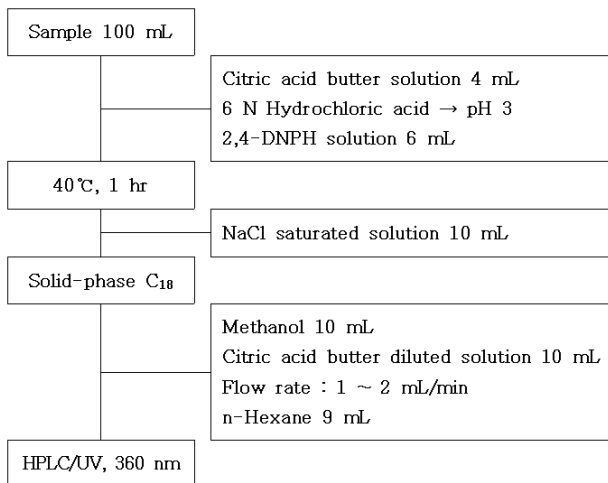 Sample 100 mL
Citric acid butter solution 4 mL
6 N Hydrochloric acid → pH 3
2,4-DNPH solution 6 mL
40℃, 1 hr
NaCl saturated solution 10 mL
Solid-phase C₁₈
Methanol 10 mL
Citric acid butter diluted solution 10 mL
Flow rate : 1 ~ 2 mL/min
n-Hexane 9 mL
HPLC/UV, 360 nm